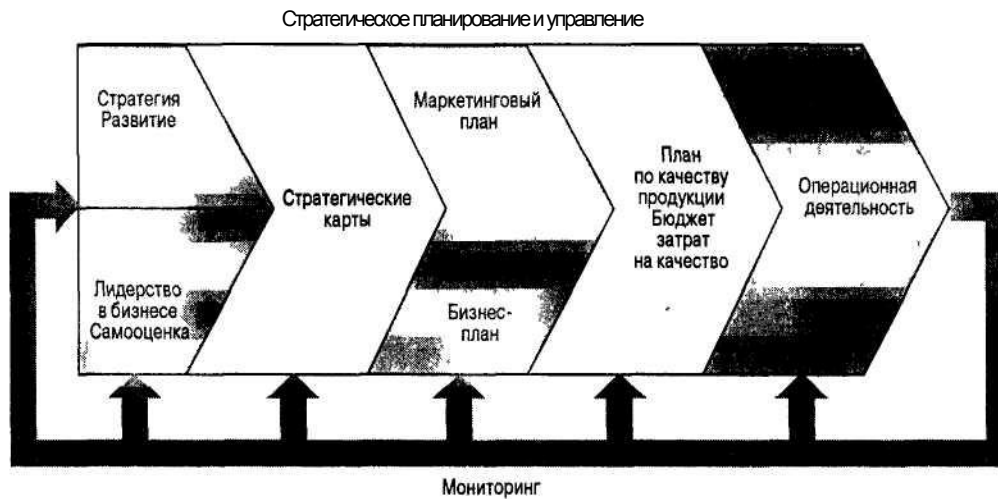 Стратегическое планирование и управление
Стратегия
Развитие
Лидерство
в бизнесе
Самооценка
Стратегические
карты
Маркетинговый
план
Бизнес-
план
План
по качеству
продукции
Бюджет
затрат
на качество
Операционная
деятельность
Мониторинг